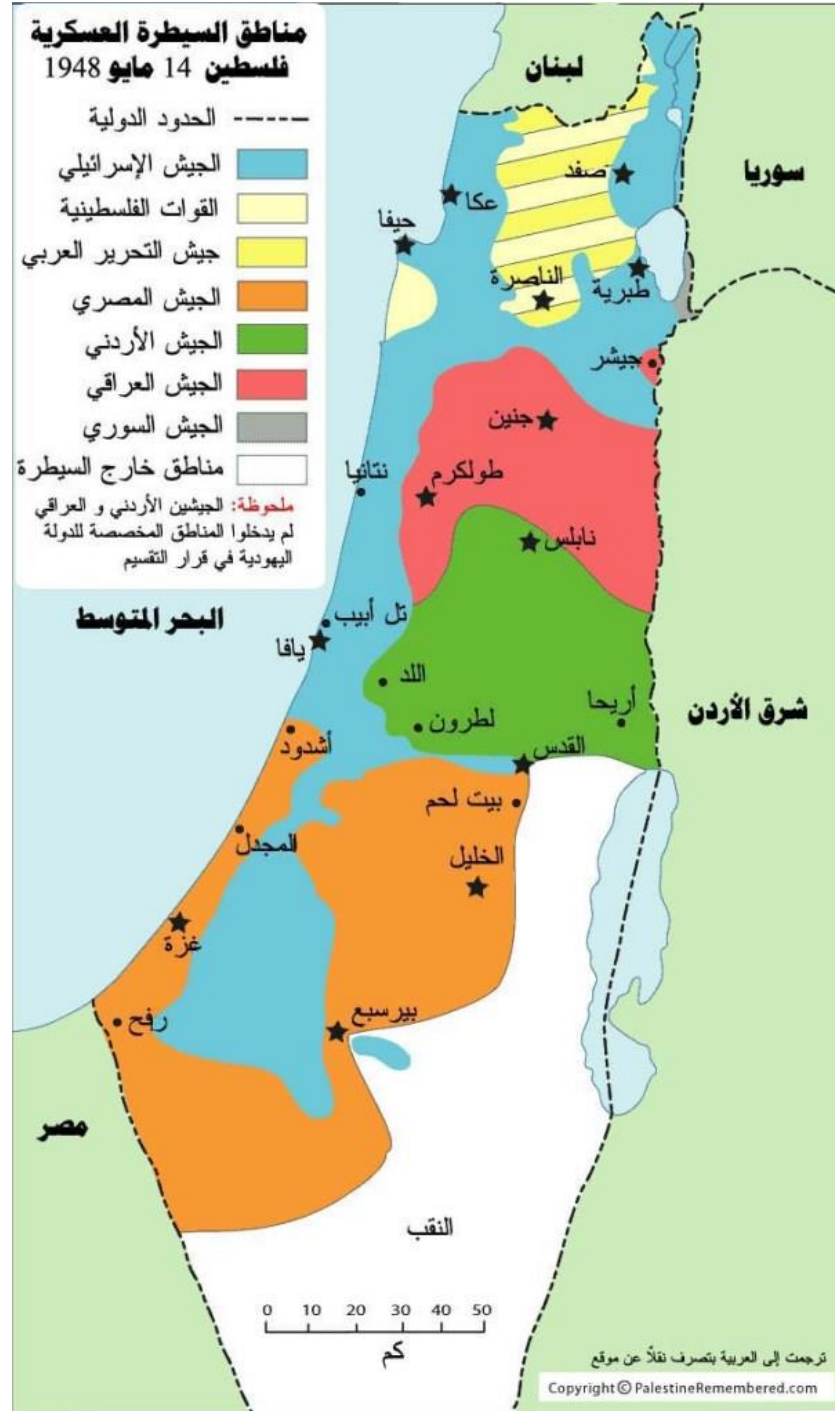 مناطق السيطرة العسكرية
فلسطين 14 مايو 1948
الحدود الدولية
الجيش الإسرائيلي
القوات الفلسطينية
جيش التحرير العربي
الجيش المصري
الجيش الأردني
الجيش العراقي
الجيش السوري
مناطق خارج السيطرة
ملحوظة: الجيشين الأردني و العراقي
لم يدخلوا المناطق المخصصة للدولة
اليهودية في قرار التقسيم
لبنان
سوريا
صفد
عكا
حيفا
طبرية
الناصرة
جيشر
جنين
طولكرم
نتانيا
نابلس
البحر المتوسط
تل أبيب
يافا
اللد
أريحا
شرق الأردن
لطرون
أشدود
القدس
بيت لحم
المجدل
الخليل
غزة
بيرسبع
رفح
مصر
النقب
0 10 20 30 40 50
كم
ترجمت إلى العربية بتصرف نقلاً عن موقع
Copyright © PalestineRemembered.com